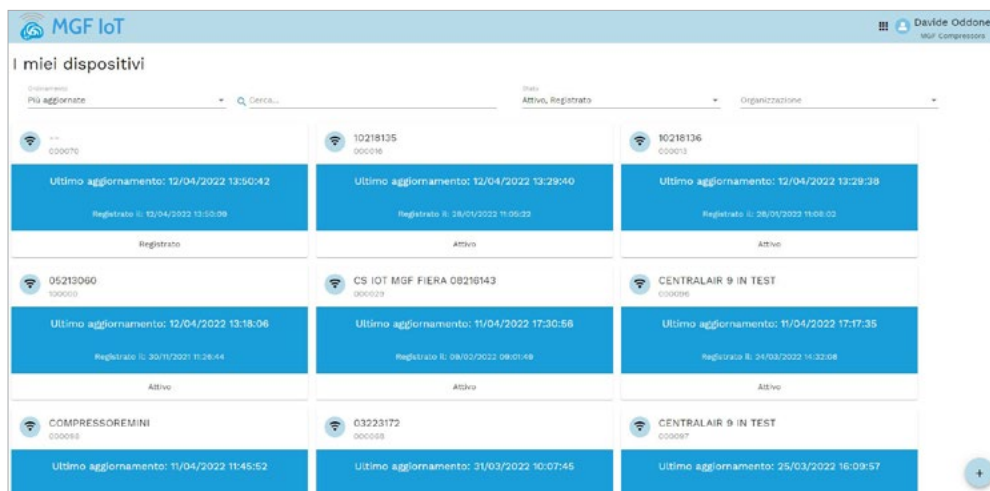 MGF IoT
Davide Oddone
MGF Compressors
I miei dispositivi
Ordinamento
Più aggiornate
Cerca...
Stato
Attivo, Registrato
Organizzazione
--
000070
10218135
000016
10218136
000013
Ultimo aggiornamento: 12/04/2022 13:50:42
Ultimo aggiornamento: 12/04/2022 13:29:40
Ultimo aggiornamento: 12/04/2022 13:29:38
Registrato il: 12/04/2022 13:50:09
Registrato il: 28/01/2022 11:05:22
Registrato il: 28/01/2022 11:08:02
Registrato
Attivo
Attivo
05213060
100003
CS IOT MGF FIERA 08216143
000029
CENTRALAIR 9 IN TEST
000096
Ultimo aggiornamento: 12/04/2022 13:18:06
Ultimo aggiornamento: 11/04/2022 17:30:56
Ultimo aggiornamento: 11/04/2022 17:17:35
Registrato il: 30/11/2021 11:26:44
Registrato il: 09/02/2022 09:01:49
Registrato il: 24/03/2022 14:32:08
Attivo
Attivo
Attivo
COMPRESSOREMINI
03223172
CENTRALAIR 9 IN TEST
000097
Ultimo aggiornamento: 11/04/2022 11:45:52
Ultimo aggiornamento: 31/03/2022 10:07:45
Ultimo aggiornamento: 25/03/2022 16:09:57
+